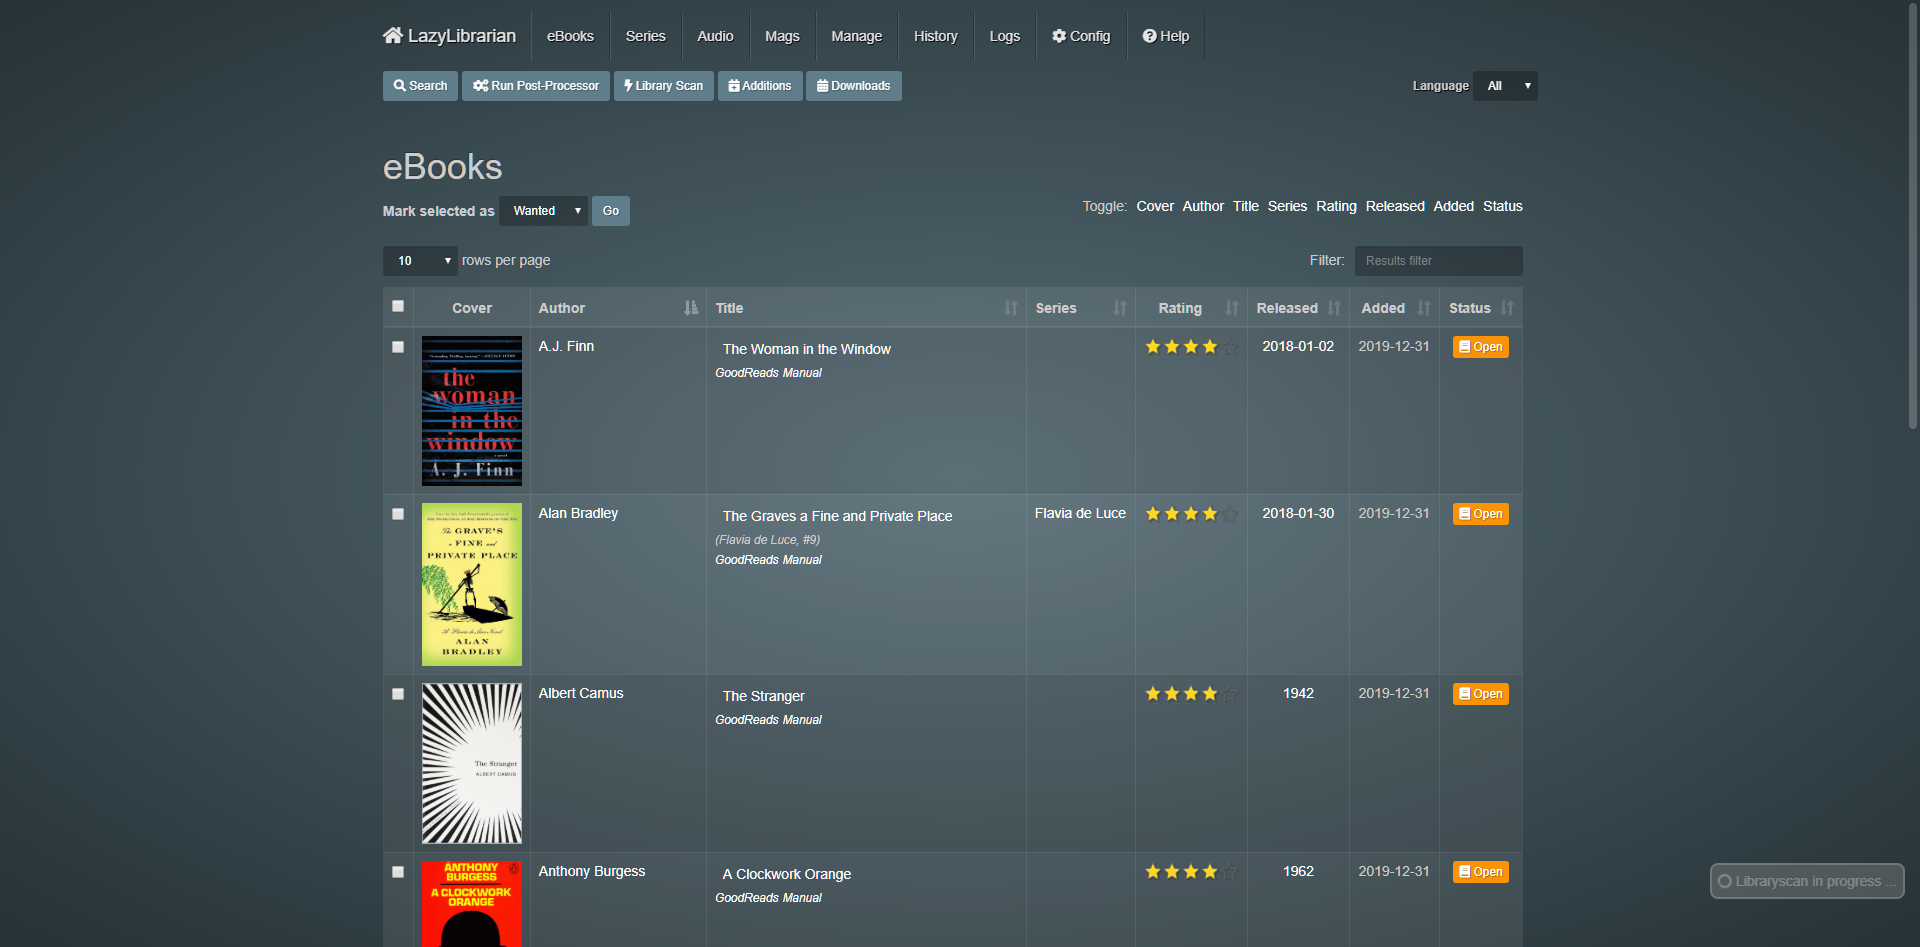 LazyLibrarian eBooks Series Audio Mags Manage History Logs Config Help
Search Run Post-Processor Library Scan Additions Downloads Language All
eBooks
Mark selected as Wanted Go Toggle: Cover Author Title Series Rating Released Added Status
10 rows per page Filter: Results filter
Cover Author Title Series Rating Released Added Status
A.J. Finn The Woman in the Window 2018-01-02 2019-12-31 Open
GoodReads Manual
the
woman
in the
window
a novel
A. J. Finn
Alan Bradley The Graves a Fine and Private Place Flavia de Luce 2018-01-30 2019-12-31 Open
(Flavia de Luce, #9)
GoodReads Manual
The GRAVE'S
a FINE and
PRIVATE PLACE
A Flavia de Luce Novel
ALAN
BRADLEY
Albert Camus The Stranger 1942 2019-12-31 Open
GoodReads Manual
The Stranger
ALBERT CAMUS
Anthony Burgess A Clockwork Orange 1962 2019-12-31 Open
GoodReads Manual
ANTHONY
BURGESS
A CLOCKWORK
ORANGE
Libraryscan in progress ...